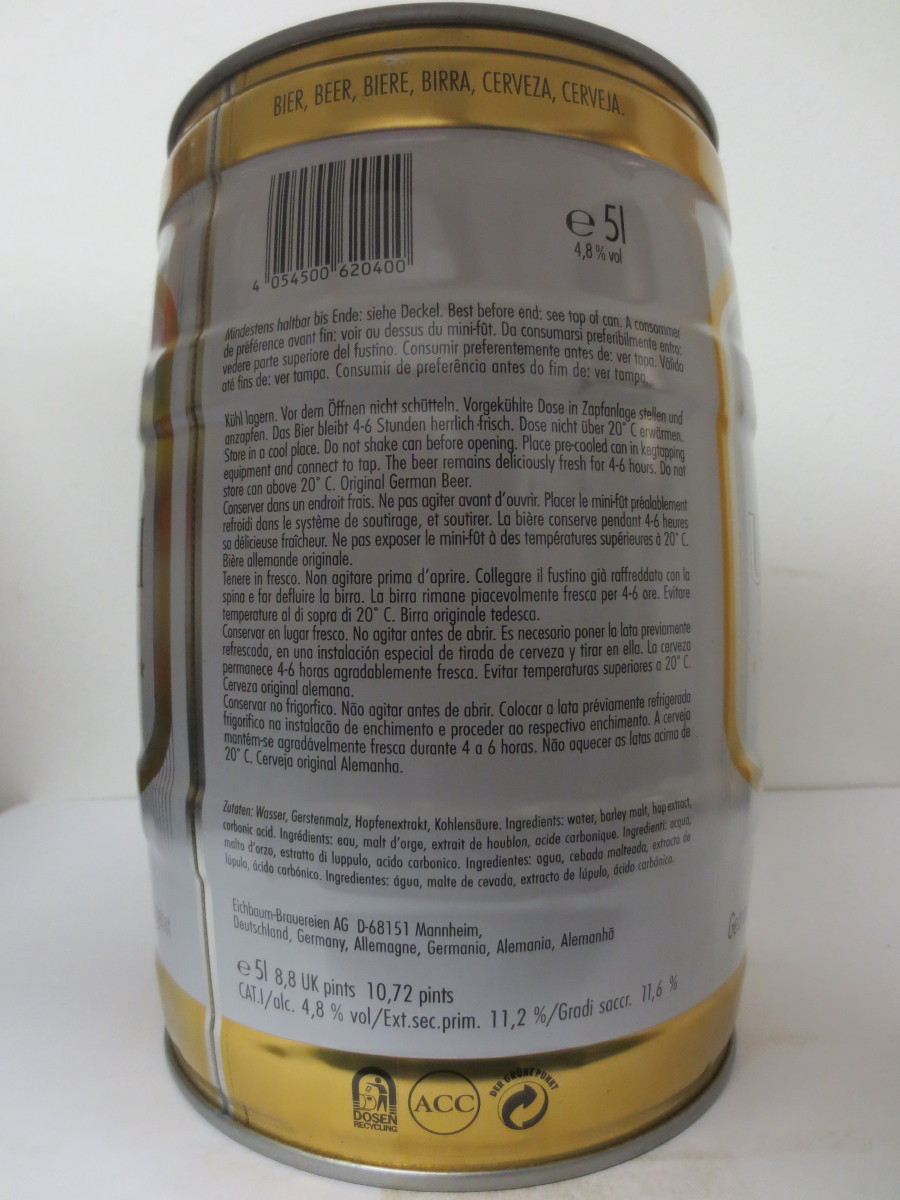 BIER, BEER, BIERE, BIRRA, CERVEZA, CERVEJA.
4 054500 620400
e 5l
4,8 % vol
Mindestens haltbar bis Ende: siehe Deckel. Best before end: see top of can. A consommer
de préférence avant fin: voir au dessus du mini-fût. Da consumarsi preferibilmente entro:
vedere parte superiore del fustino. Consumir preferentemente antes de: ver tapa. Válido
até fins de: ver tampa. Consumir de preferência antes do fim de: ver tampa.
Kühl lagern. Vor dem Öffnen nicht schütteln. Vorgekühlte Dose in Zapfanlage stellen und
anzapfen. Das Bier bleibt 4-6 Stunden herrlich-frisch. Dose nicht über 20° C erwärmen.
Store in a cool place. Do not shake can before opening. Place pre-cooled can in kegtapping
equipment and connect to tap. The beer remains deliciously fresh for 4-6 hours. Do not
store can above 20° C. Original German Beer.
Conserver dans un endroit frais. Ne pas agiter avant d'ouvrir. Placer le mini-fût préalablement
refroidi dans le système de soutirage, et soutirer. La bière conserve pendant 4-6 heures
sa délicieuse fraîcheur. Ne pas exposer le mini-fût à des températures supérieures à 20° C.
Bière allemande originale.
Tenere in fresco. Non agitare prima d'aprire. Collegare il fustino già raffreddato con la
spina e far defluire la birra. La birra rimane piacevolmente fresca per 4-6 ore. Evitare
temperature al di sopra di 20° C. Birra originale tedesca.
Conservar en lugar fresco. No agitar antes de abrir. Es necesario poner la lata previamente
refrescada, en una instalación especial de tirada de cerveza y tirar en ella. La cerveza
permanece 4-6 horas agradablemente fresca. Evitar temperaturas superiores a 20° C.
Cerveza original alemana.
Conservar no frigorfico. Não agitar antes de abrir. Colocar a lata préviamente refrigerada
frigorifico na instalacão de enchimento e proceder ao respectivo enchimento. A cerveja
mantém-se agradávelmente fresca durante 4 a 6 horas. Não aquecer as latas acima de
20° C. Cerveja original Alemanha.
Zutaten: Wasser, Gerstenmalz, Hopfenextrakt, Kohlensäure. Ingredients: water, barley malt, hop extract,
carbonic acid. Ingrédients: eau, malt d'orge, extrait de houblon, acide carbonique. Ingredienti: acqua,
malto d'orzo, estratto di luppulo, acido carbonico. Ingredientes: agua, cebada malteada, extracto de
lúpulo, ácido carbónico. Ingredientes: água, malte de cevada, extracto de lúpulo, ácido carbónico.
Eichbaum-Brauereien AG D-68151 Mannheim,
Deutschland, Germany, Allemagne, Germania, Alemania, Alemanhã
e 5l 8,8 UK pints 10,72 pints
CAT.I/alc. 4,8 % vol/Ext.sec.prim. 11,2 %/Gradi saccr. 11,6 %
DOSEN
RECYCLING
ACC
DER GRÜNE PUNKT